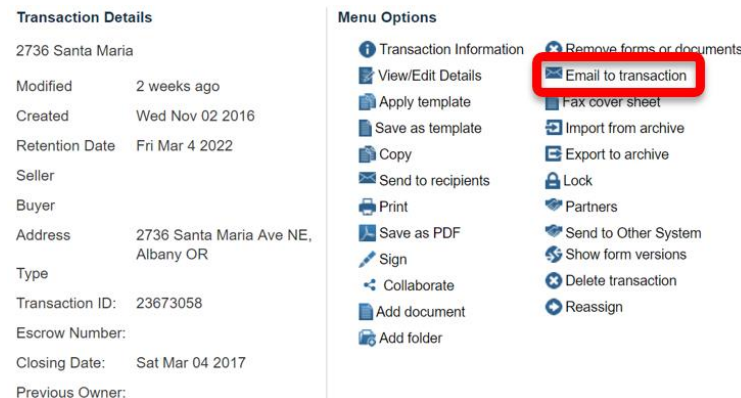 Transaction Details
2736 Santa Maria
Modified 2 weeks ago
Created Wed Nov 02 2016
Retention Date Fri Mar 4 2022
Seller
Buyer
Address 2736 Santa Maria Ave NE,
Albany OR
Type
Transaction ID: 23673058
Escrow Number:
Closing Date: Sat Mar 04 2017
Previous Owner:
Menu Options
Transaction Information
View/Edit Details
Apply template
Save as template
Copy
Send to recipients
Print
Save as PDF
Sign
Collaborate
Add document
Add folder
Remove forms or documents
Email to transaction
Fax cover sheet
Import from archive
Export to archive
Lock
Partners
Send to Other System
Show form versions
Delete transaction
Reassign